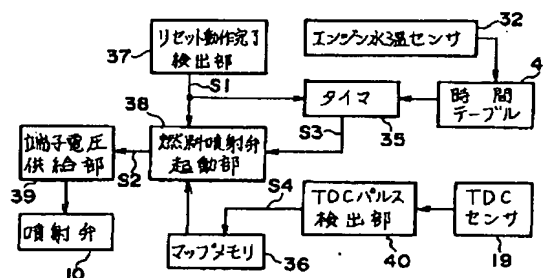 37
リセット動作完了
検出部
S1
エンジン水温センサ
32
タイマ
35
時間
テーブル
4
S3
38
燃料噴射弁
起動部
S2
端子電圧
供給部
39
噴射弁
10
マップメモリ
36
S4
TDCパルス
検出部
40
TDC
センサ
19